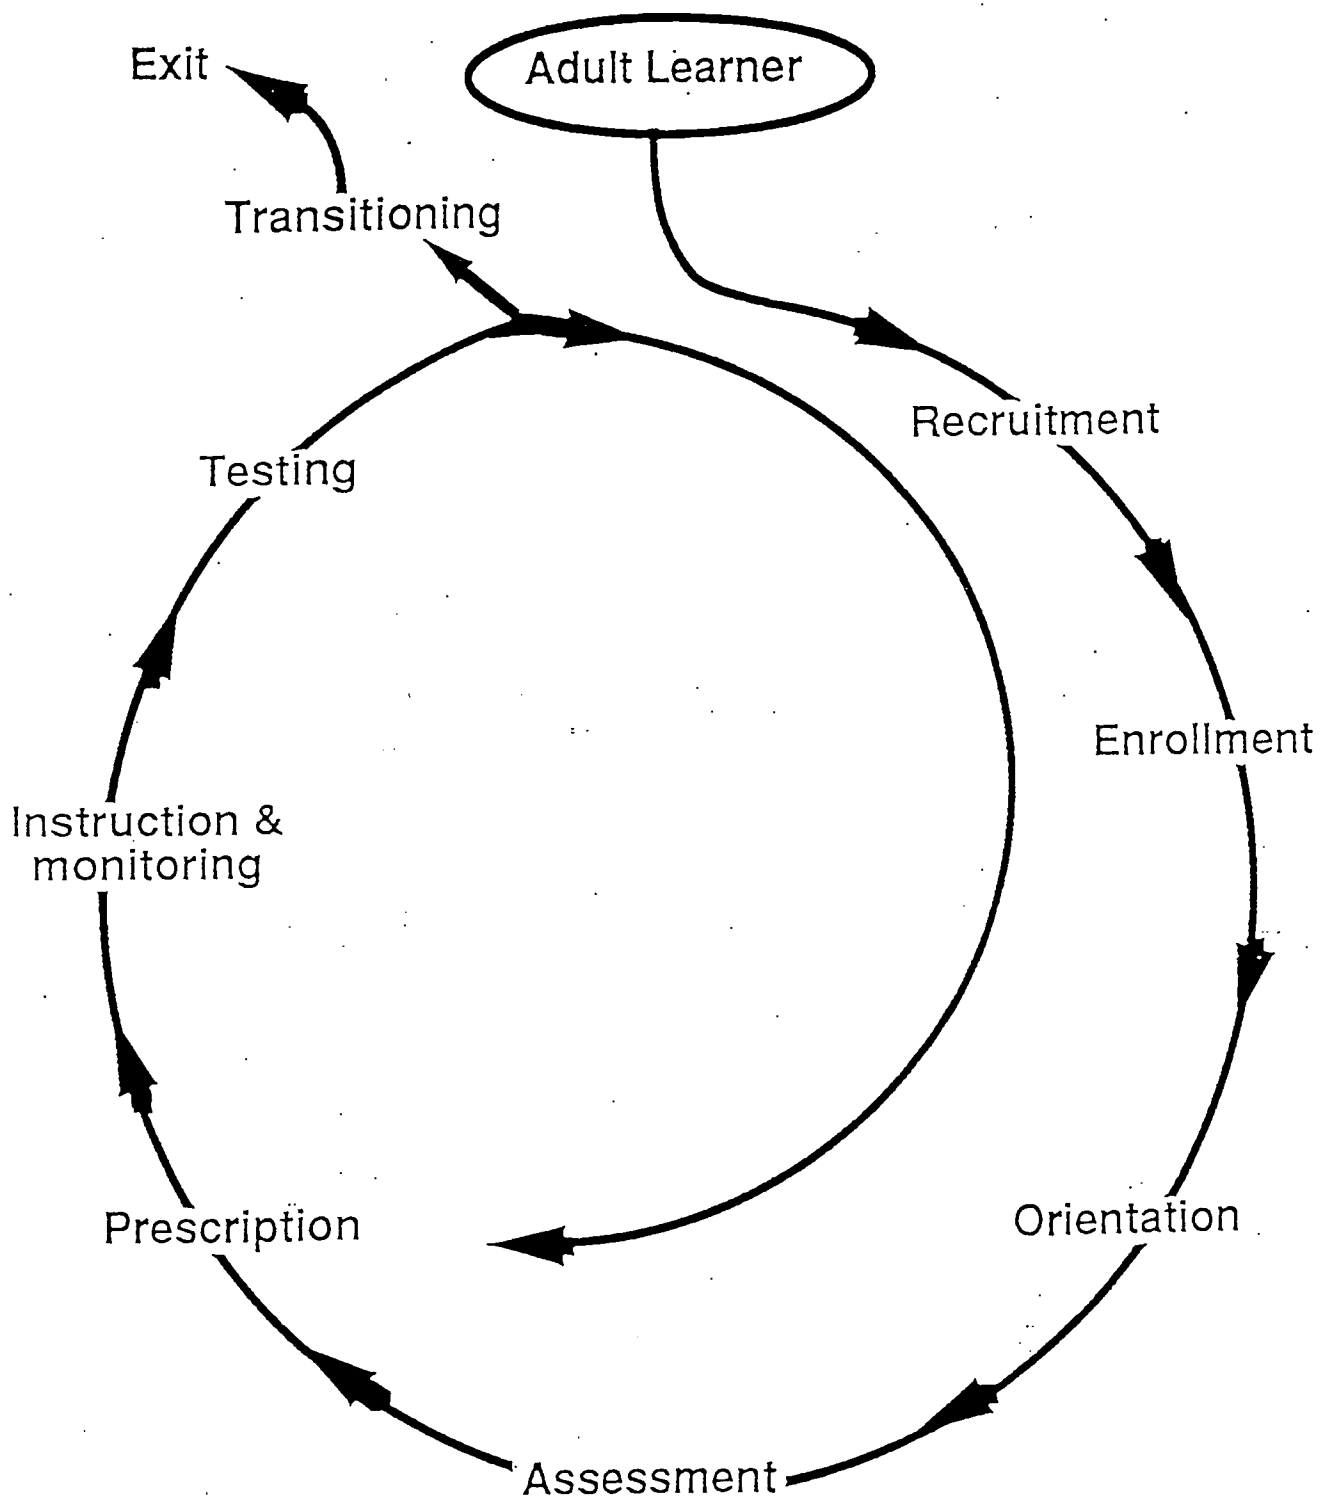 Exit
Adult Learner
Transitioning
Recruitment
Testing
Enrollment
Instruction &
monitoring
Prescription
Orientation
Assessment